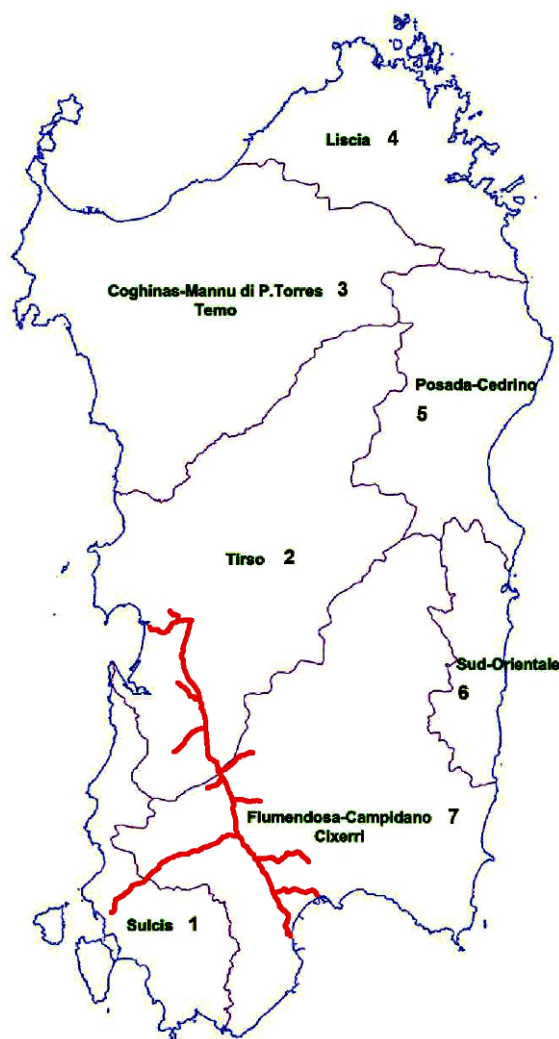 Liscia 4
Coghinas-Mannu di P.Torres 3
Temo
Posada-Cedrino
5
Tirso 2
Sud-Orientale
6
Flumendosa-Campidano 7
Cixerri
Sulcis 1